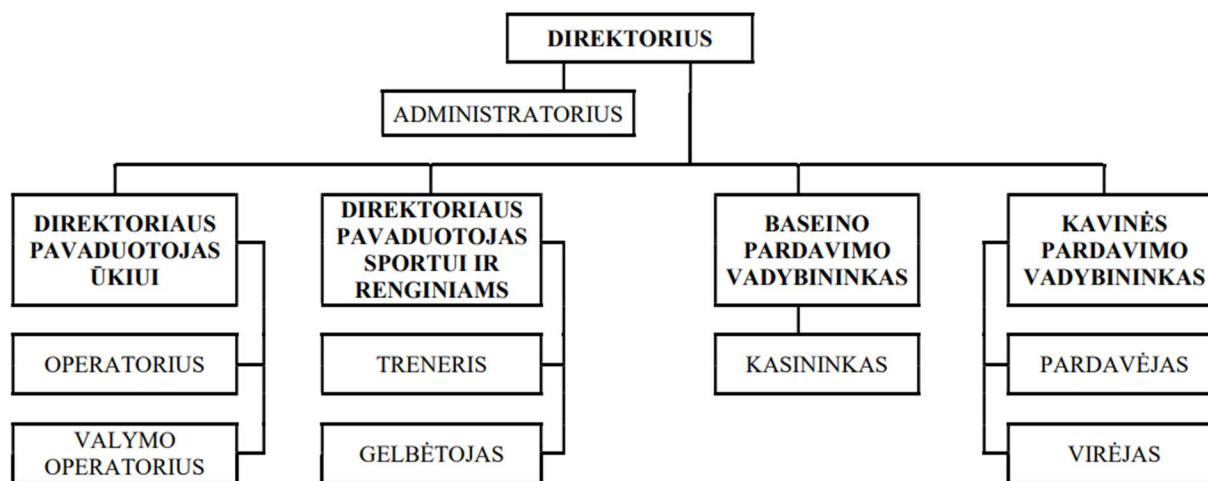 DIREKTORIUS
ADMINISTRATORIUS
DIREKTORIAUS
PAVADUOTOJAS
ŪKIUI
DIREKTORIAUS
PAVADUOTOJAS
SPORTUI IR
RENGINIAMS
BASEINO
PARDAVIMO
VADYBININKAS
KAVINĖS
PARDAVIMO
VADYBININKAS
OPERATORIUS
TRENERIS
KASININKAS
PARDAVĖJAS
VALYMO
OPERATORIUS
GELBĖTOJAS
VIRĖJAS